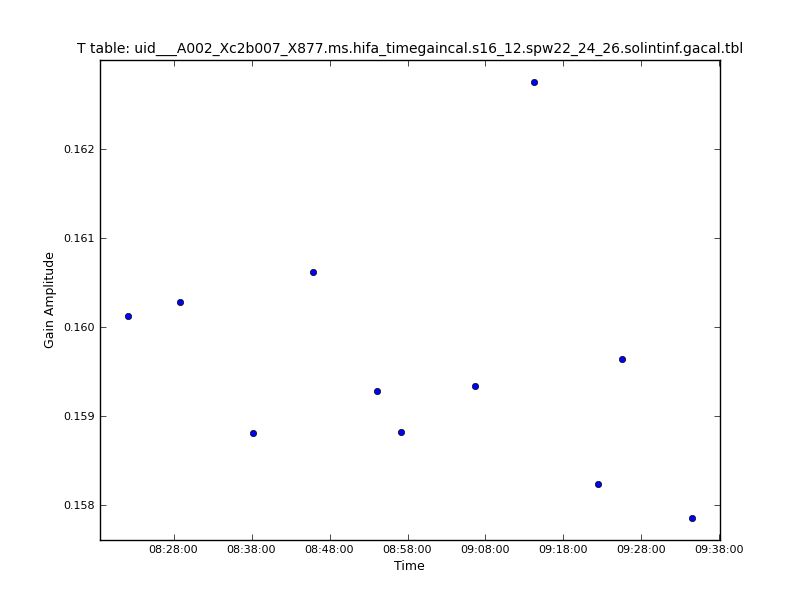 T table: uid___A002_Xc2b007_X877.ms.hifa_timegaincal.s16_12.spw22_24_26.solintinf.gacal.tbl
0.162
0.161
0.160
0.159
0.158
Gain Amplitude
08:28:00 08:38:00 08:48:00 08:58:00 09:08:00 09:18:00 09:28:00 09:38:00
Time